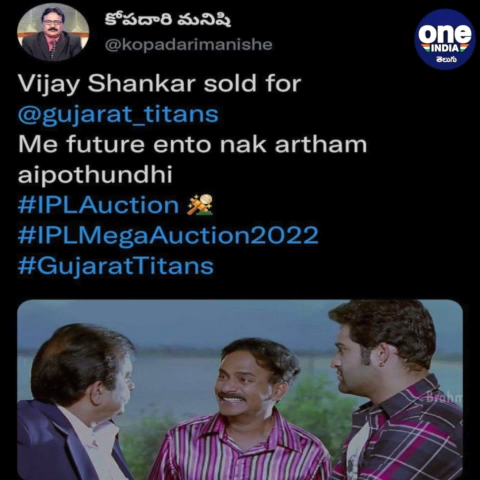 కోపదారి మనిషి
@kopadarimanishe
one
INDIA
తెలుగు
Vijay Shankar sold for
@gujarat_titans
Me future ento nak artham
aipothundhi
#IPLAuction
#IPLMegaAuction2022
#GujaratTitans
Brahm